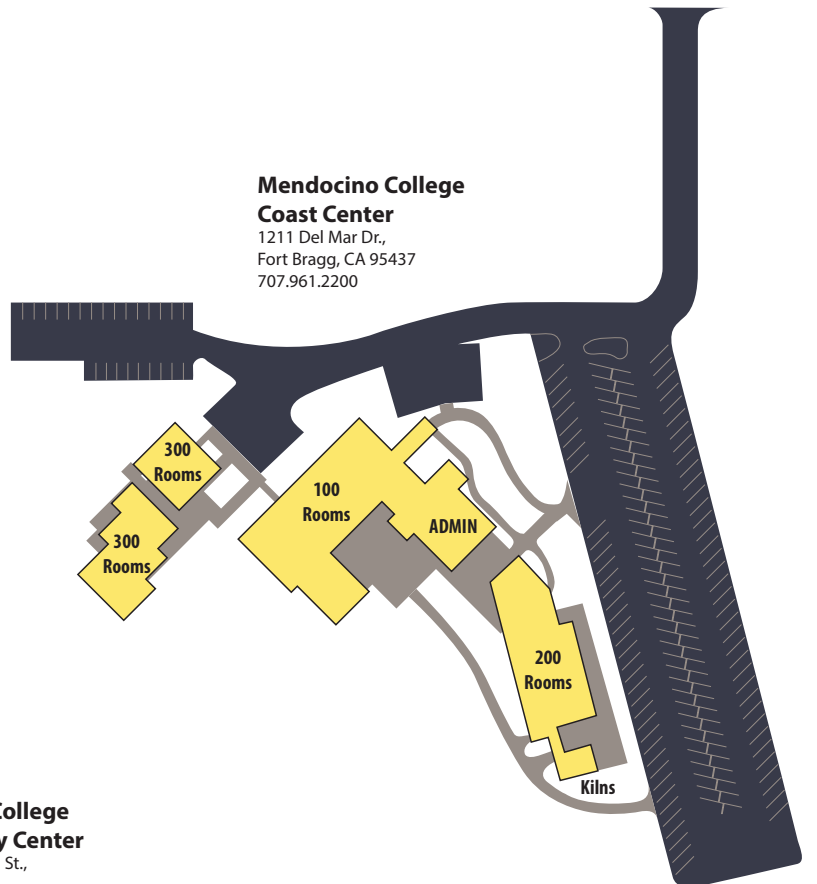 Mendocino College
Coast Center
1211 Del Mar Dr.,
Fort Bragg, CA 95437
707.961.2200
300
Rooms
300
Rooms
100
Rooms
ADMIN
200
Rooms
Kilns
College
Center
St.,